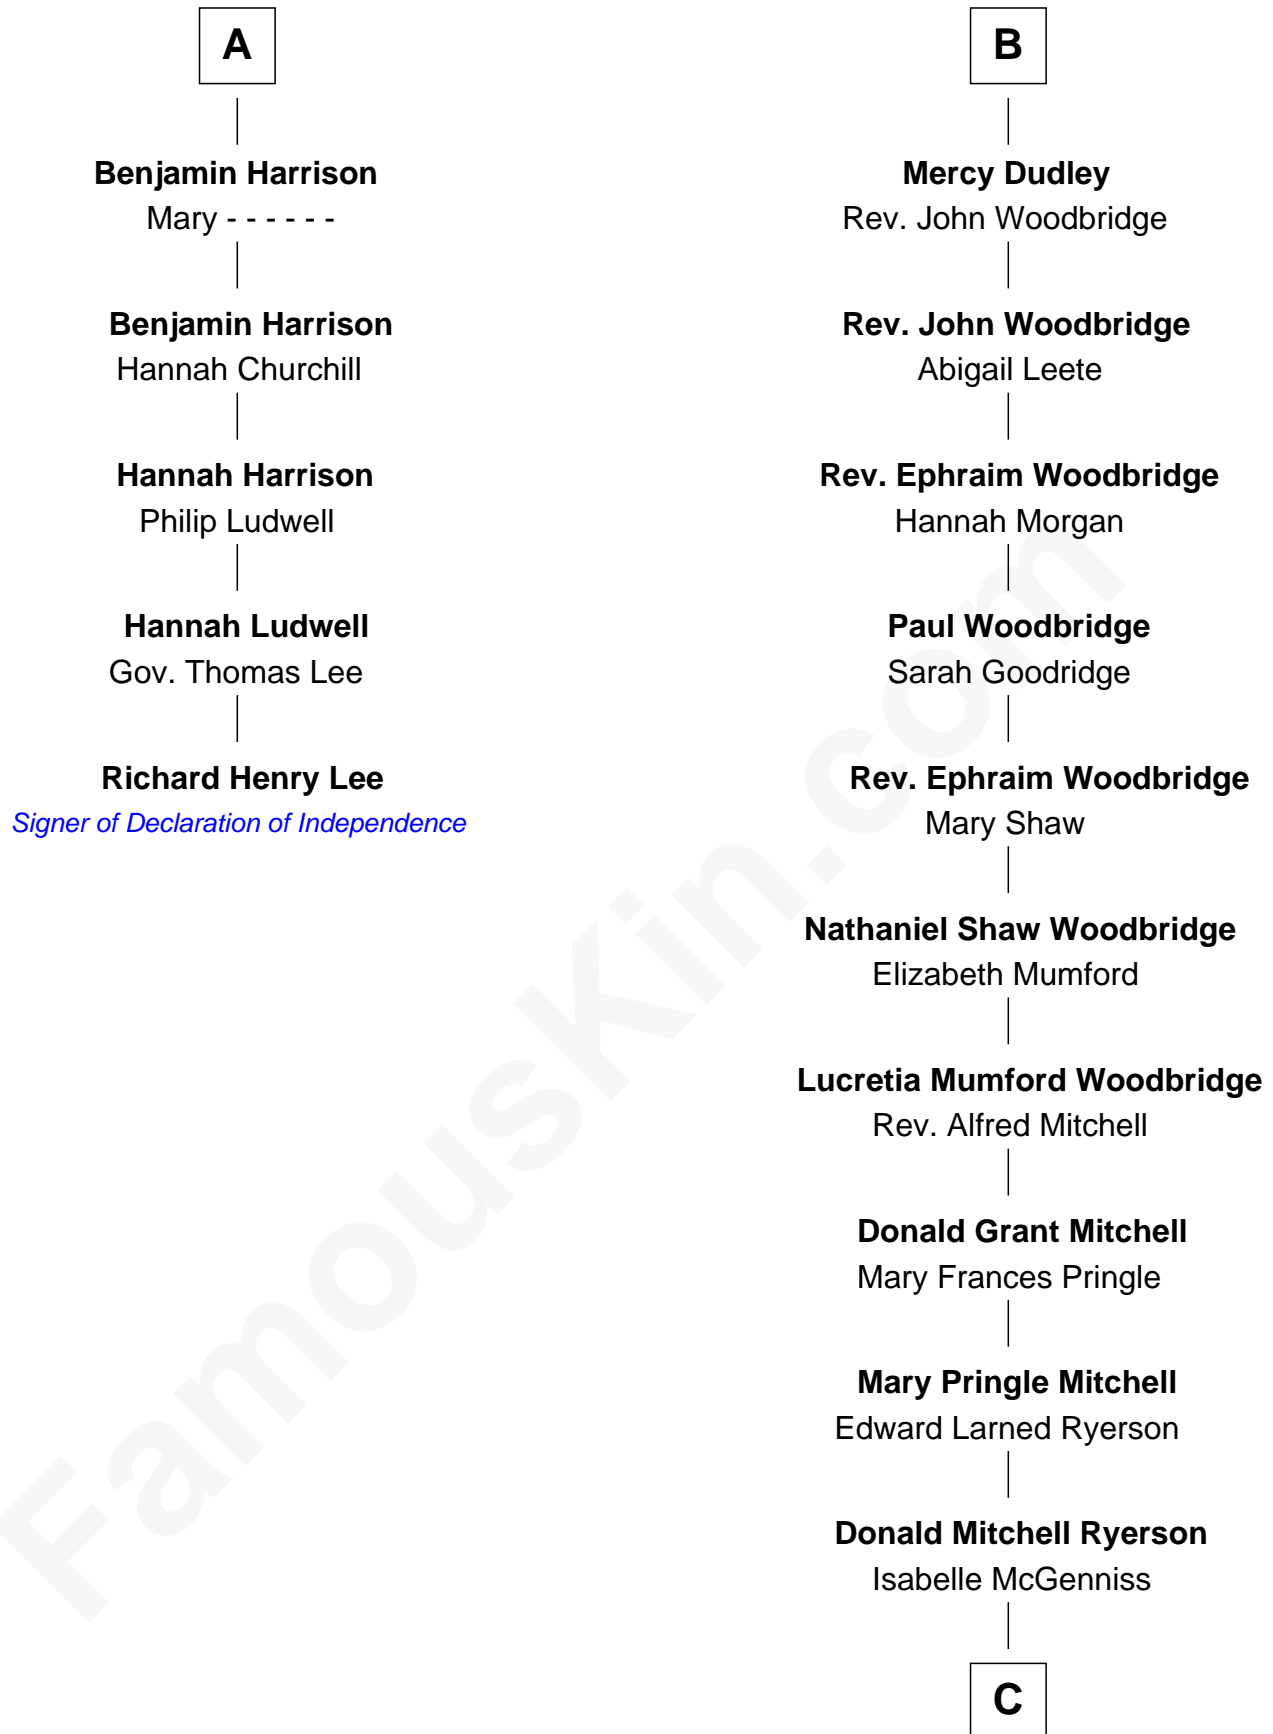 A
Benjamin Harrison
Mary - - - - - -
Benjamin Harrison
Hannah Churchill
Hannah Harrison
Philip Ludwell
Hannah Ludwell
Gov. Thomas Lee
Richard Henry Lee
Signer of Declaration of Independence
B
Mercy Dudley
Rev. John Woodbridge
Rev. John Woodbridge
Abigail Leete
Rev. Ephraim Woodbridge
Hannah Morgan
Paul Woodbridge
Sarah Goodridge
Rev. Ephraim Woodbridge
Mary Shaw
Nathaniel Shaw Woodbridge
Elizabeth Mumford
Lucretia Mumford Woodbridge
Rev. Alfred Mitchell
Donald Grant Mitchell
Mary Frances Pringle
Mary Pringle Mitchell
Edward Larned Ryerson
Donald Mitchell Ryerson
Isabelle McGenniss
C
FamousKin.com